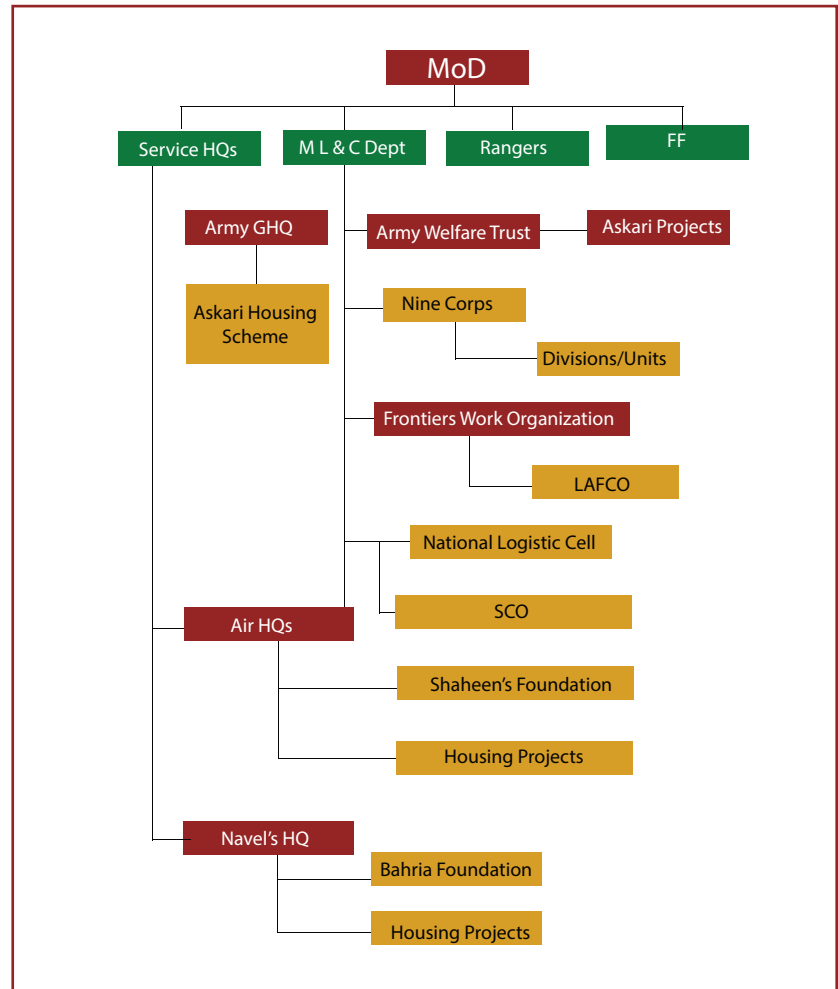 MoD
Service HQs
M L & C Dept
Rangers
FF
Army GHQ
Army Welfare Trust
Askari Projects
Askari Housing
Scheme
Nine Corps
Divisions/Units
Frontiers Work Organization
LAFCO
National Logistic Cell
SCO
Air HQs
Shaheen's Foundation
Housing Projects
Navel's HQ
Bahria Foundation
Housing Projects